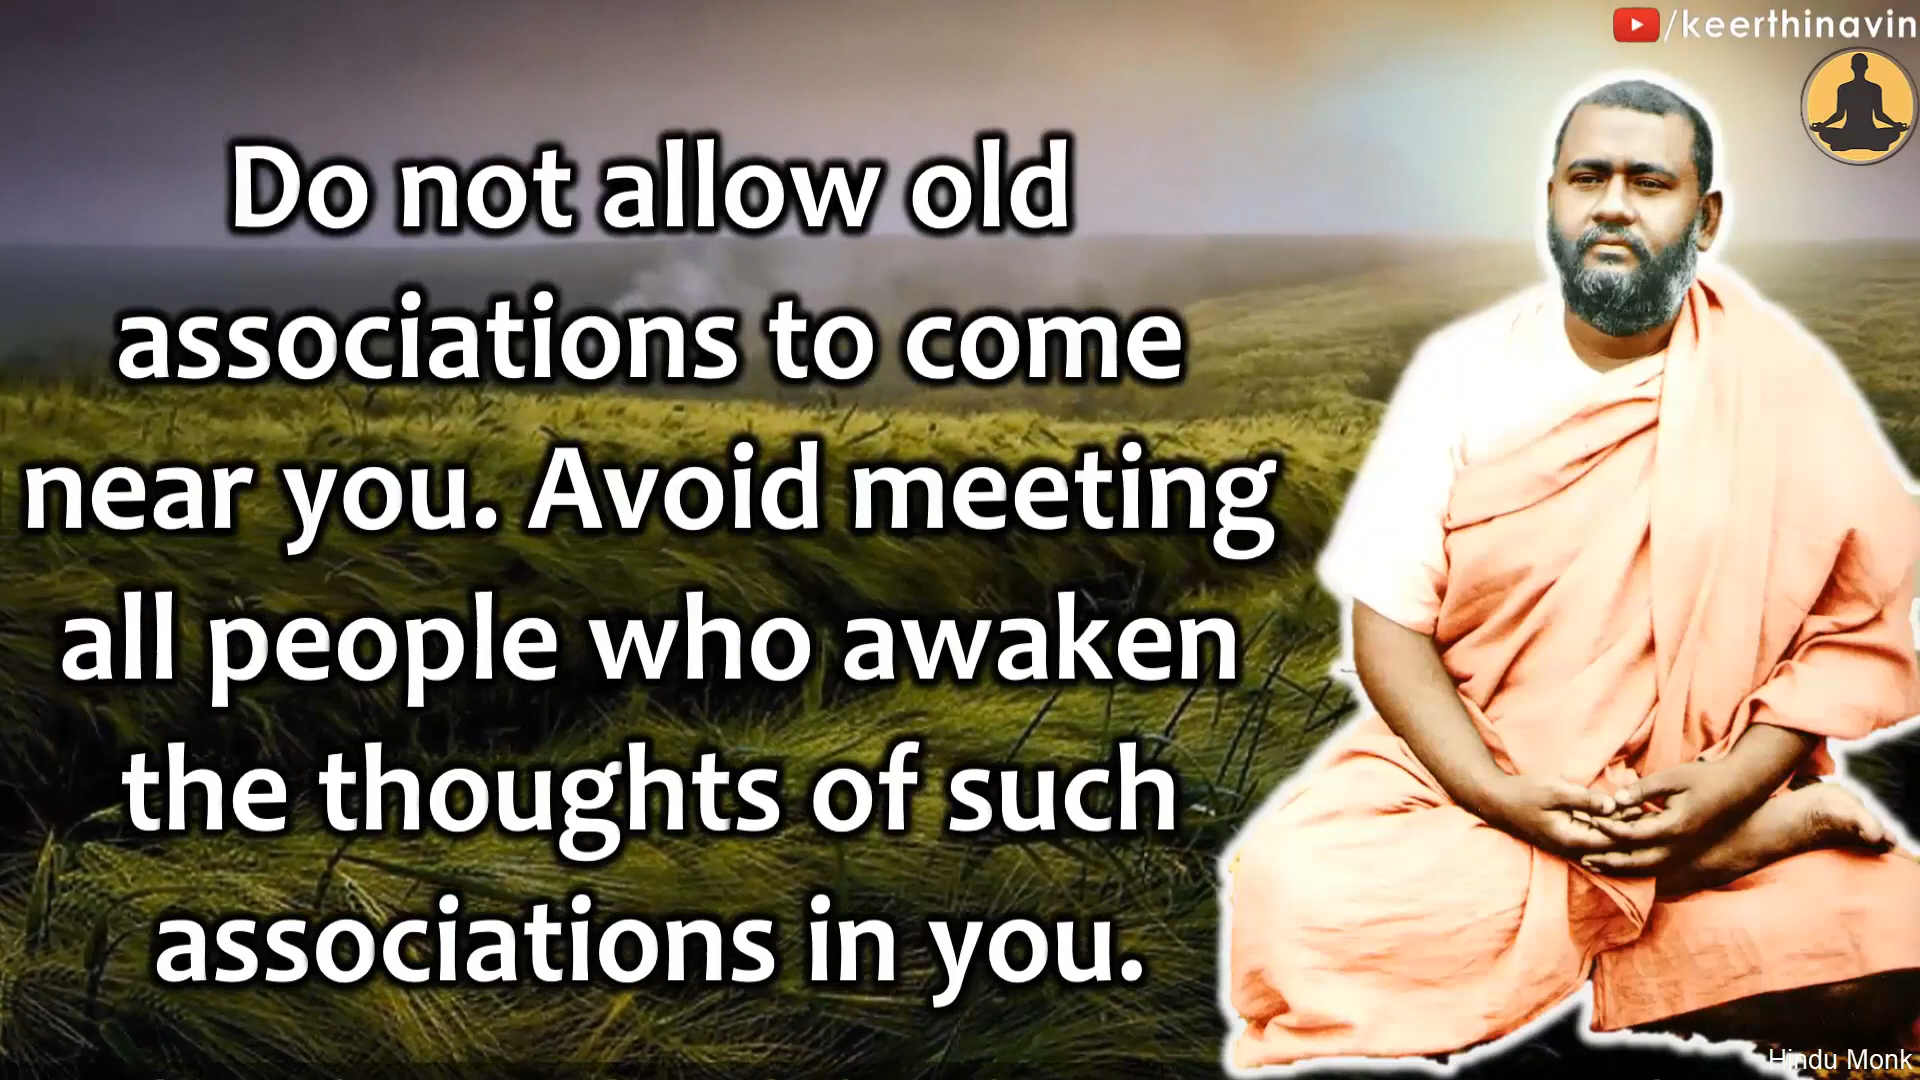 /keerthinavin
Do not allow old
associations to come
near you. Avoid meeting
all people who awaken
the thoughts of such
associations in you.
Hindu Monk